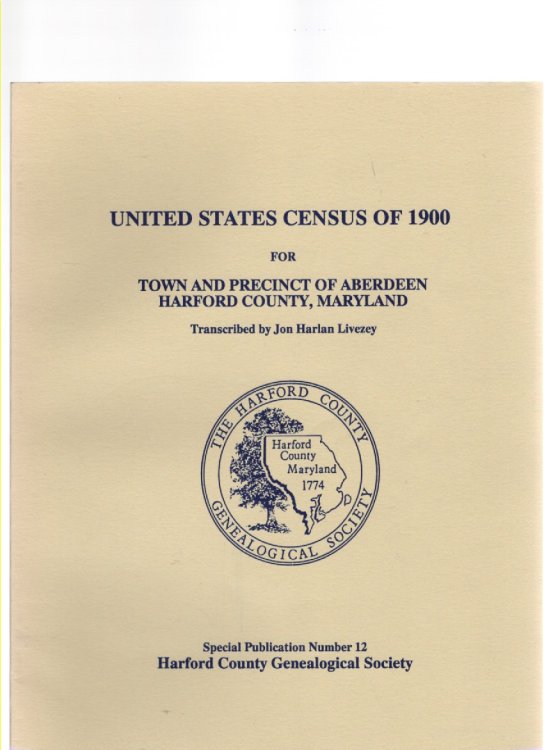 UNITED STATES CENSUS OF 1900
FOR
TOWN AND PRECINCT OF ABERDEEN
HARFORD COUNTY, MARYLAND
Transcribed by Jon Harlan Livezey
THE HARFORD COUNTY
Harford
County
Maryland
1774
GENEALOGICAL SOCIETY
Special Publication Number 12
Harford County Genealogical Society